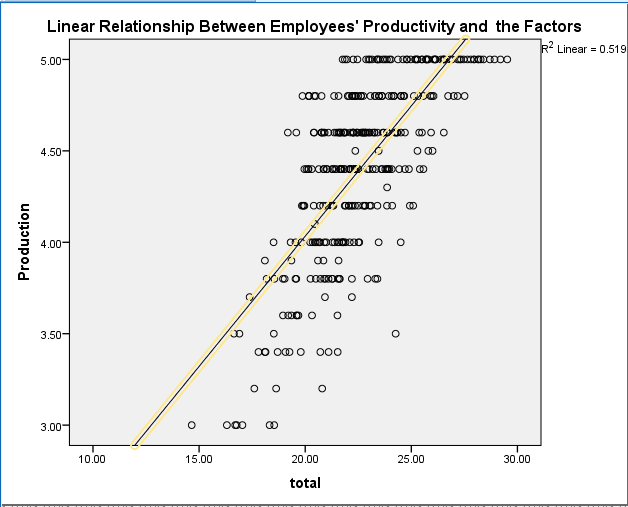 Linear Relationship Between Employees' Productivity and  the Factors
R² Linear = 0.519
5.00
4.50
4.00
3.50
3.00
Production
10.00 15.00 20.00 25.00 30.00
total